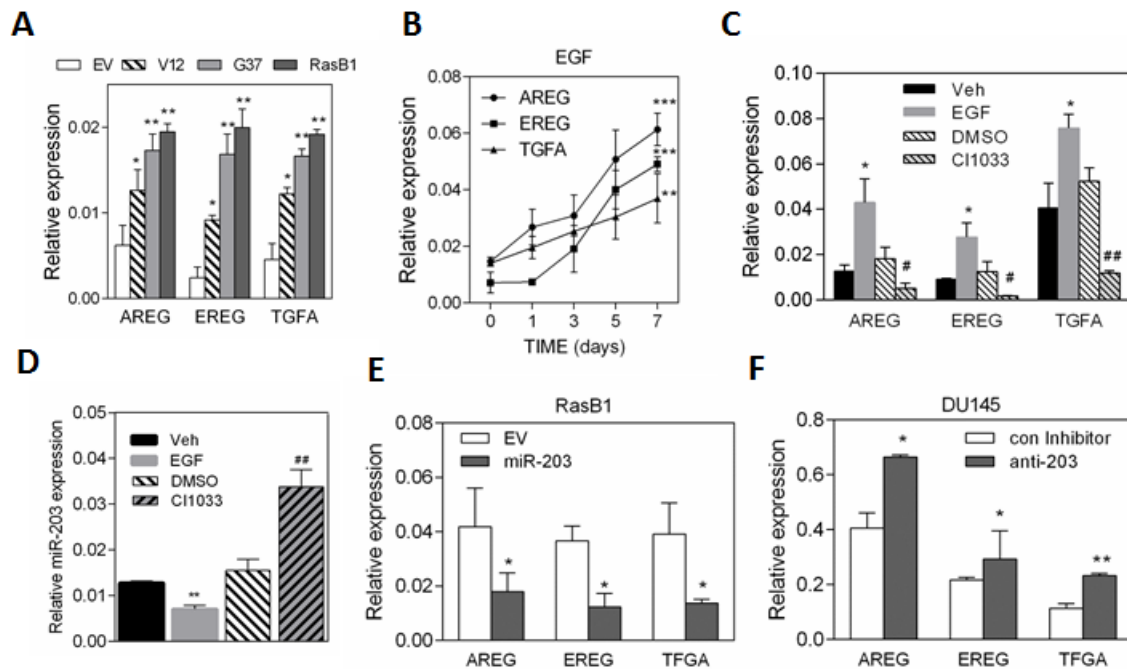 A
EV V12 G37 RasB1
Relative expression
0.02
0.01
0.00
* ** **
* ** **
* ** **
AREG EREG TGFA
B
EGF
Relative expression
0.08
0.06
0.04
0.02
0.00
AREG
EREG
TGFA
***
***
**
0 1 3 5 7
TIME (days)
C
Relative expression
0.10
0.08
0.06
0.04
0.02
0.00
Veh
EGF
DMSO
CI1033
* #
* #
* ##
AREG EREG TGFA
D
Relative miR-203 expression
0.05
0.04
0.03
0.02
0.01
0.00
Veh
EGF
DMSO
CI1033
** ##
E
RasB1
Relative expression
0.08
0.06
0.04
0.02
0.00
EV
miR-203
* * *
AREG EREG TFGA
F
DU145
Relative expression
0.8
0.6
0.4
0.2
0.0
con Inhibitor
anti-203
* * **
AREG EREG TFGA